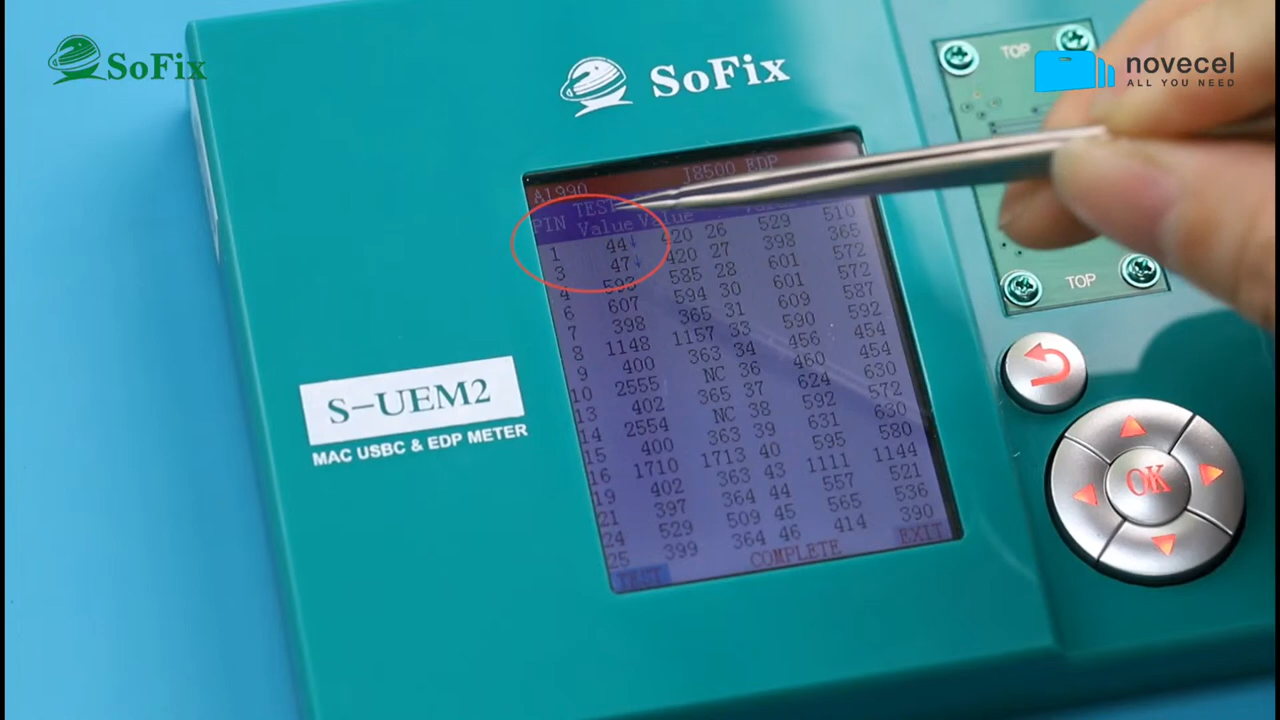 SoFix
novecel
ALL YOU NEED
SoFix
TOP
A1990 J8500 EDP
TEST
PIN Value Value
1 44↓ 420 26 529 510
3 47↓ 420 27 398 365
4 593 585 28 601 572
6 607 594 30 601 572
7 398 365 31 609 587
8 1148 1157 33 590 592
9 400 363 34 456 454
10 2555 NC 36 460 454
13 402 365 37 624 630
14 2554 NC 38 592 572
15 400 363 39 631 630
16 1710 1713 40 595 580
19 402 363 43 1111 1144
21 397 364 44 557 521
24 529 509 45 565 536
25 399 364 46 414 390
TEST COMPLETE EXIT
TOP
S-UEM2
MAC USBC & EDP METER
OK